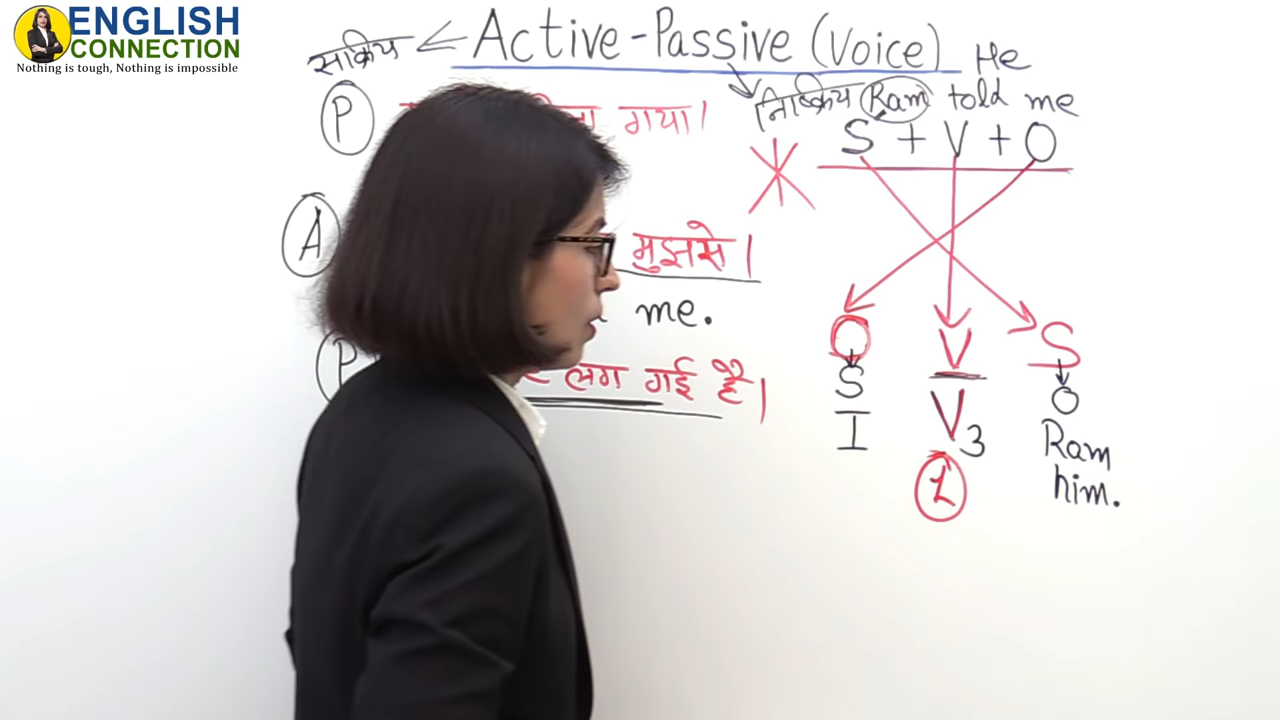 ENGLISH
CONNECTION
Nothing is tough, Nothing is impossible
सक्रिय < Active-Passive (Voice)
निष्क्रिय
He
Ram told me
S + V + O
P गया।
A मुझसे।
me.
P लग गई है।
O V S
S V3 O
I Ram
1 him.